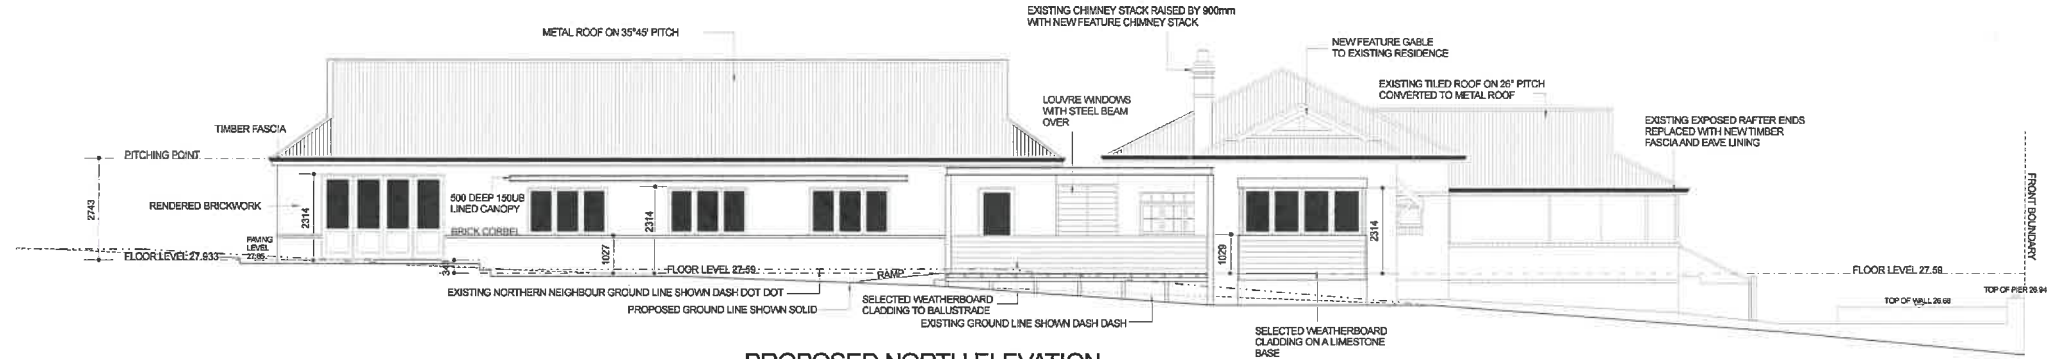 EXISTING CHIMNEY STACK RAISED BY 900mm
WITH NEW FEATURE CHIMNEY STACK
METAL ROOF ON 35°45' PITCH
NEW FEATURE GABLE
TO EXISTING RESIDENCE
EXISTING TILED ROOF ON 26° PITCH
CONVERTED TO METAL ROOF
LOUVRE WINDOWS
WITH STEEL BEAM
OVER
EXISTING EXPOSED RAFTER ENDS
REPLACED WITH NEW TIMBER
FASCIA AND EAVE LINING
TIMBER FASCIA
PITCHING POINT
2743
RENDERED BRICKWORK
2314
500 DEEP 150UB
LINED CANOPY
2314
BRICK CORBEL
1027
1029
2314
FRONT BOUNDARY
PAVING
LEVEL
FLOOR LEVEL 27.933
FLOOR LEVEL 27.59
RAMP
FLOOR LEVEL 27.59
TOP OF PIER 26.94
TOP OF WALL 26.68
EXISTING NORTHERN NEIGHBOUR GROUND LINE SHOWN DASH DOT DOT
PROPOSED GROUND LINE SHOWN SOLID
SELECTED WEATHERBOARD
CLADDING TO BALUSTRADE
EXISTING GROUND LINE SHOWN DASH DASH
SELECTED WEATHERBOARD
CLADDING ON A LIMESTONE
BASE
PROPOSED NORTH ELEVATION